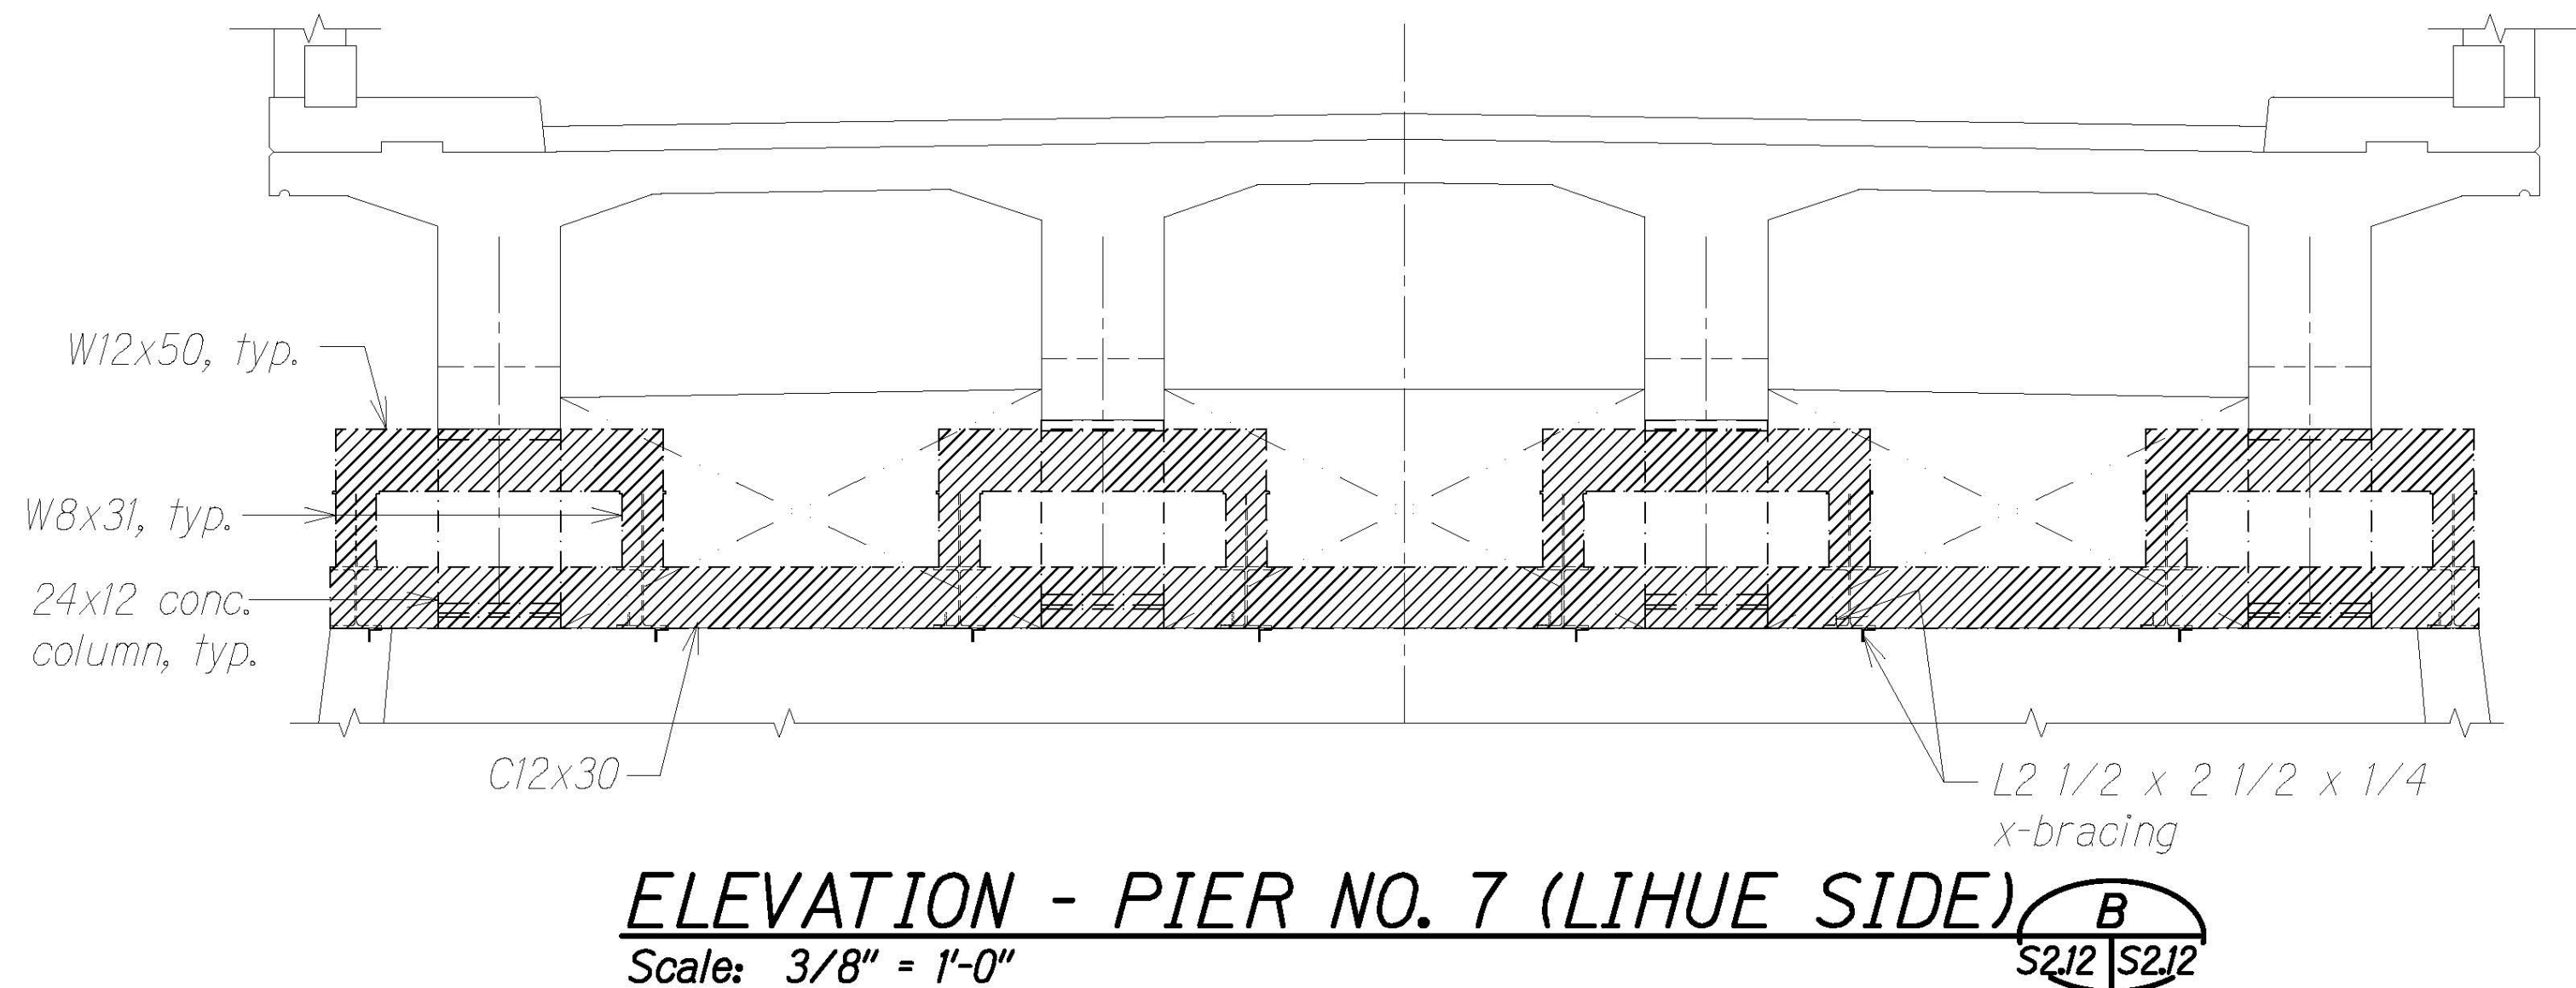 W12x50, typ.
W8x31, typ.
24x12 conc.
column, typ.
C12x30
L2 1/2 x 2 1/2 x 1/4
x-bracing
ELEVATION - PIER NO. 7 (LIHUE SIDE)
Scale: 3/8" = 1'-0"
B
S2.12 S2.12